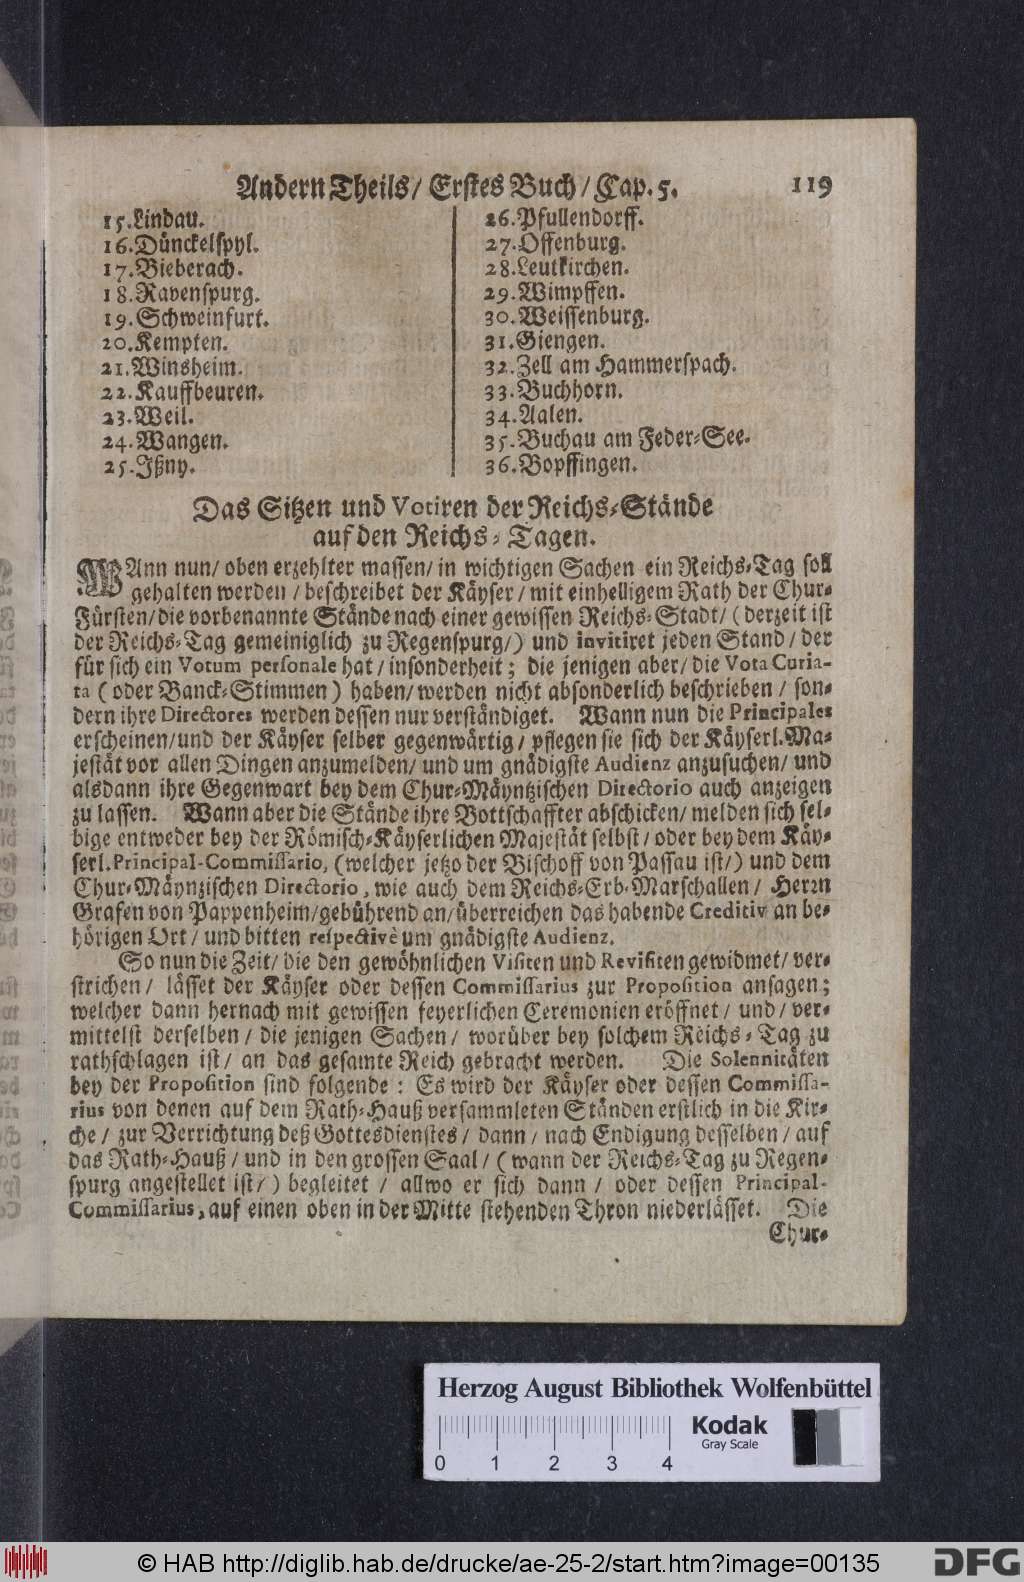 Andern Theils/ Erstes Buch/ Cap. 5. 119
15. Lindau.
16. Dünckelspyl.
17. Bieberach.
18. Ravenspurg.
19. Schweinfurt.
20. Kempten.
21. Winsheim.
22. Kauffbeuren.
23. Weil.
24. Wangen.
25. Ißny.
26. Pfullendorff.
27. Offenburg.
28. Leutkirchen.
29. Wimpffen.
30. Weissenburg.
31. Giengen.
32. Zell am Hammerspach.
33. Buchhorn.
34. Aalen.
35. Buchau am Feder-See.
36. Bopffingen.
Das Sitzen und Votiren der Reichs-Stände
auf den Reichs-Tagen.
WAnn nun/ oben erzehlter massen/ in wichtigen Sachen ein Reichs-Tag soll
gehalten werden/ beschreibet der Käyser/ mit einhelligem Rath der Chur-
Fürsten/ die vorbenannte Stände nach einer gewissen Reichs-Stadt/ (derzeit ist
der Reichs-Tag gemeiniglich zu Regenspurg/) und invitiret jeden Stand/ der
für sich ein Votum personale hat/ insonderheit; die jenigen aber/ die Vota Curia-
ta (oder Banck-Stimmen) haben/ werden nicht absonderlich beschrieben/ son-
dern ihre Directores werden dessen nur verständiget. Wann nun die Principales
erscheinen/ und der Käyser selber gegenwärtig/ pflegen sie sich der Käyserl. Ma-
jestät vor allen Dingen anzumelden/ und um gnädigste Audienz anzusuchen/ und
alsdann ihre Gegenwart bey dem Chur-Mäyntzischen Directorio auch anzeigen
zu lassen. Wann aber die Stände ihre Bottschaffter abschicken/ melden sich sel-
bige entweder bey der Römisch-Käyserlichen Majestät selbst/ oder bey dem Käy-
serl. Principal-Commissario, (welcher jetzo der Bischoff von Passau ist/) und dem
Chur-Mäynzischen Directorio, wie auch dem Reichs-Erb-Marschallen/ Herrn
Grafen von Pappenheim/ gebührend an/ überreichen das habende Creditiv an be-
hörigen Ort/ und bitten respectivè um gnädigste Audienz.
So nun die Zeit/ die den gewöhnlichen Visiten und Revisiten gewidmet/ ver-
strichen/ lässet der Käyser oder dessen Commissarius zur Proposition ansagen;
welcher dann hernach mit gewissen feyerlichen Ceremonien eröffnet/ und/ ver-
mittelst derselben/ die jenigen Sachen/ worüber bey solchem Reichs-Tag zu
rathschlagen ist/ an das gesamte Reich gebracht werden. Die Solennitäten
bey der Proposition sind folgende: Es wird der Käyser oder dessen Commissa-
rius von denen auf dem Rath-Hauß versammleten Ständen erstlich in die Kir-
che/ zur Verrichtung deß Gottesdienstes/ dann/ nach Endigung desselben/ auf
das Rath-Hauß/ und in den grossen Saal/ (wann der Reichs-Tag zu Regen-
spurg angestellet ist/) begleitet/ allwo er sich dann/ oder dessen Principal-
Commissarius, auf einen oben in der Mitte stehenden Thron niederlässet. Die
Chur-
Herzog August Bibliothek Wolfenbüttel
Kodak
Gray Scale
0 1 2 3 4
© HAB http://diglib.hab.de/drucke/ae-25-2/start.htm?image=00135
DFG